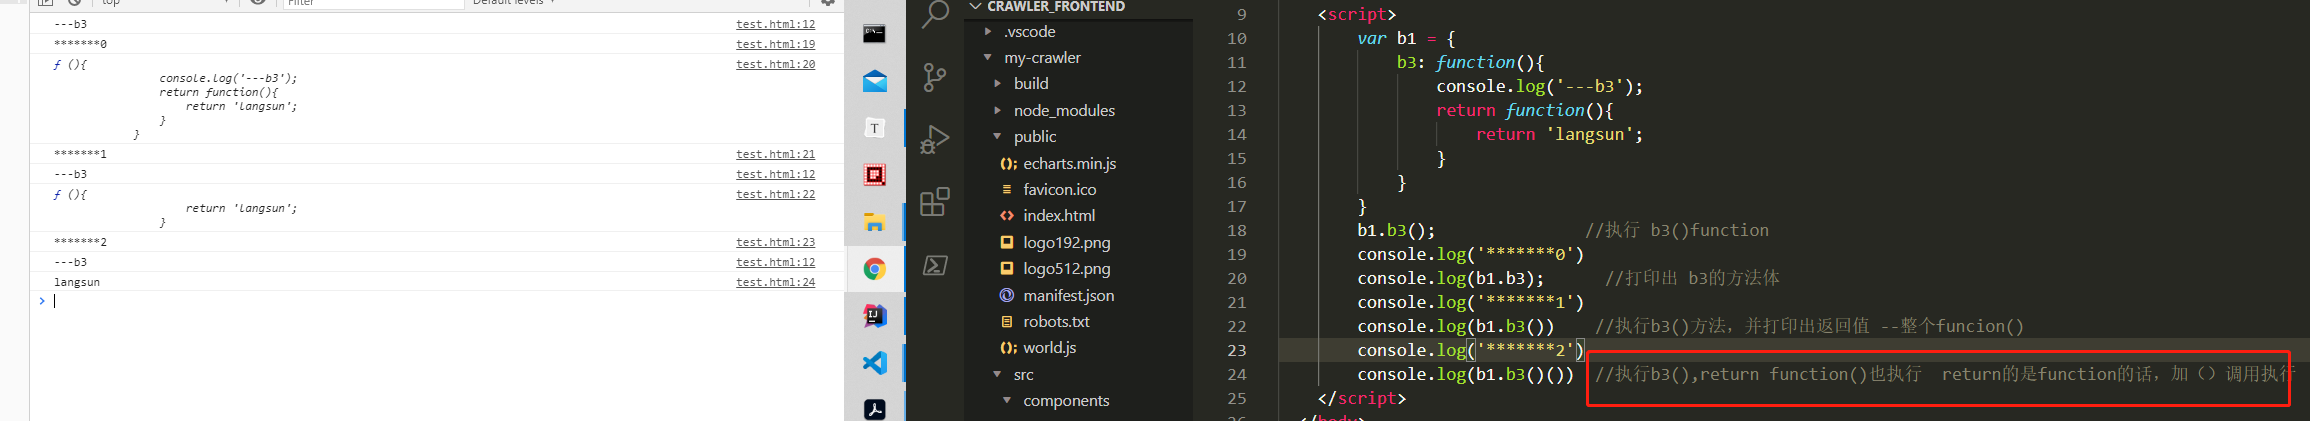 top
Filter
Default levels
---b3 test.html:12
*******0 test.html:19
ƒ (){ test.html:20
console.log('---b3');
return function(){
return 'langsun';
}
}
*******1 test.html:21
---b3 test.html:12
ƒ (){ test.html:22
return 'langsun';
}
*******2 test.html:23
---b3 test.html:12
langsun test.html:24
>
CRAWLER_FRONTEND
.vscode
my-crawler
build
node_modules
public
echarts.min.js
favicon.ico
index.html
logo192.png
logo512.png
manifest.json
robots.txt
world.js
src
components
9 <script>
10 var b1 = {
11 b3: function(){
12 console.log('---b3');
13 return function(){
14 return 'langsun';
15 }
16 }
17 }
18 b1.b3(); //执行 b3()function
19 console.log('*******0')
20 console.log(b1.b3); //打印出 b3的方法体
21 console.log('*******1')
22 console.log(b1.b3()) //执行b3()方法，并打印出返回值 --整个funcion()
23 console.log('*******2')
24 console.log(b1.b3()()) //执行b3(),return function()也执行 return的是function的话，加（）调用执行
25 </script>
26 </body>